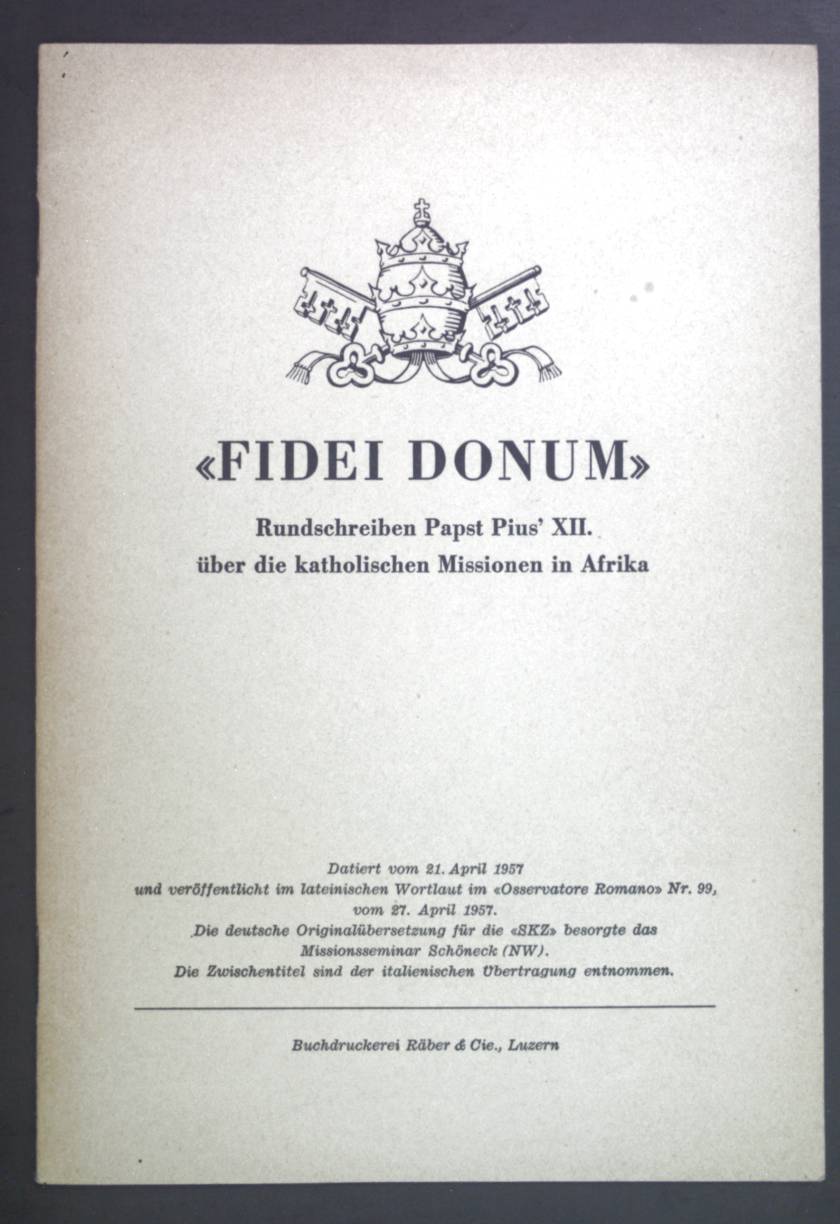 «FIDEI DONUM»
Rundschreiben Papst Pius’ XII.
über die katholischen Missionen in Afrika
Datiert vom 21. April 1957
und veröffentlicht im lateinischen Wortlaut im «Osservatore Romano» Nr. 99,
vom 27. April 1957.
Die deutsche Originalübersetzung für die «SKZ» besorgte das
Missionsseminar Schöneck (NW).
Die Zwischentitel sind der italienischen Übertragung entnommen.
Buchdruckerei Räber & Cie., Luzern